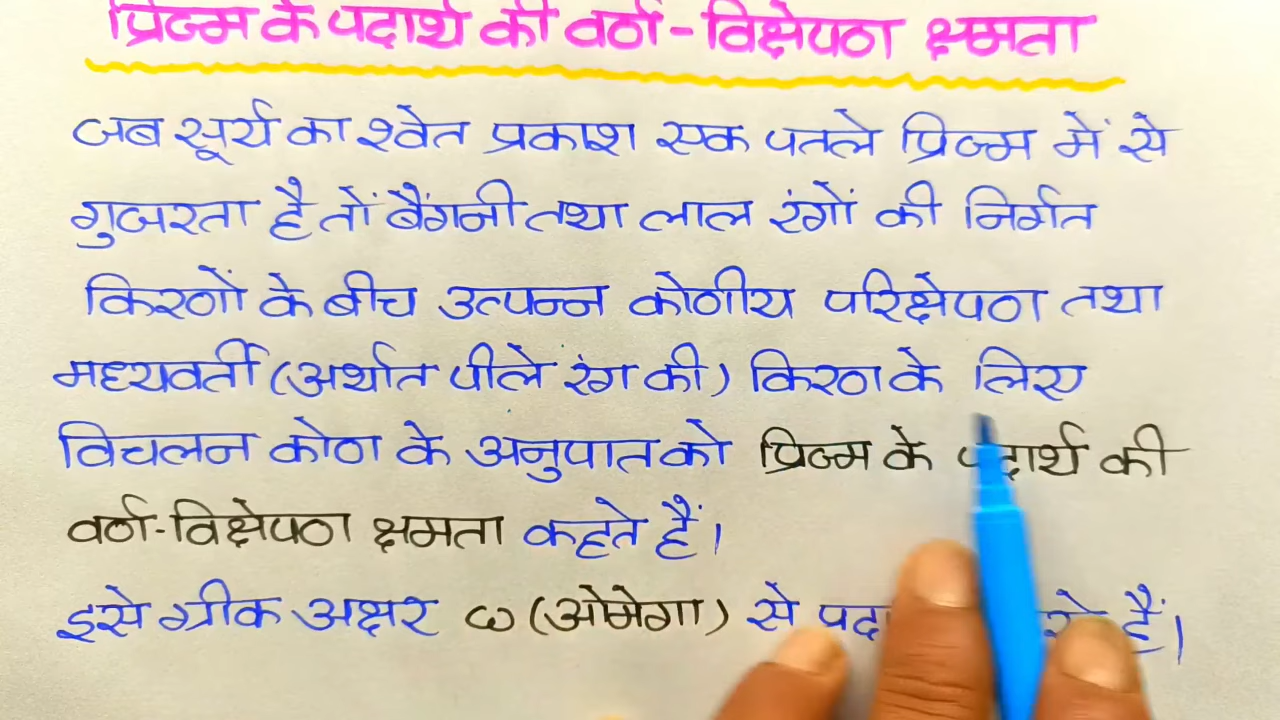 प्रिज्म के पदार्थ की वर्ण-विक्षेपण क्षमता
जब सूर्य का श्वेत प्रकाश एक पतले प्रिज्म में से
गुजरता है तों बैंगनी तथा लाल रंगों की निर्गत
किरणों के बीच उत्पन्न कोणीय परिक्षेपण तथा
मध्यवर्ती (अर्थात पीले रंग की) किरण के लिए
विचलन कोण के अनुपात को प्रिज्म के पदार्थ की
वर्ण-विक्षेपण क्षमता कहते हैं।
इसे ग्रीक अक्षर ω (ओमेगा) से हैं।